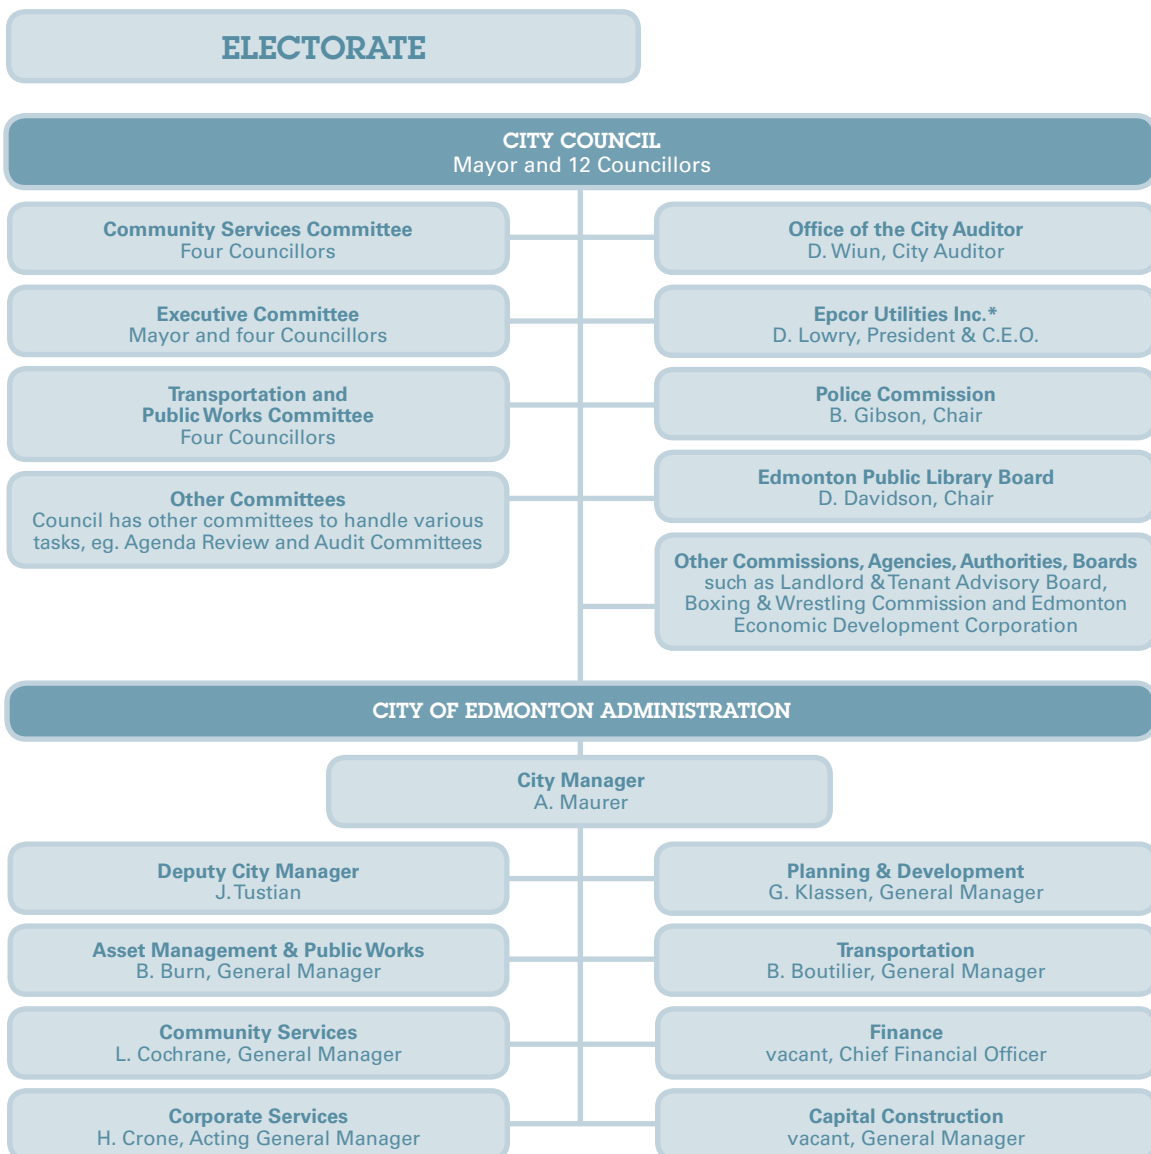 ELECTORATE
CITY COUNCIL
Mayor and 12 Councillors
Community Services Committee
Four Councillors
Executive Committee
Mayor and four Councillors
Transportation and
Public Works Committee
Four Councillors
Other Committees
Council has other committees to handle various
tasks, eg. Agenda Review and Audit Committees
Office of the City Auditor
D. Wiun, City Auditor
Epcor Utilities Inc.*
D. Lowry, President & C.E.O.
Police Commission
B. Gibson, Chair
Edmonton Public Library Board
D. Davidson, Chair
Other Commissions, Agencies, Authorities, Boards
such as Landlord & Tenant Advisory Board,
Boxing & Wrestling Commission and Edmonton
Economic Development Corporation
CITY OF EDMONTON ADMINISTRATION
City Manager
A. Maurer
Deputy City Manager
J. Tustian
Asset Management & Public Works
B. Burn, General Manager
Community Services
L. Cochrane, General Manager
Corporate Services
H. Crone, Acting General Manager
Planning & Development
G. Klassen, General Manager
Transportation
B. Boutilier, General Manager
Finance
vacant, Chief Financial Officer
Capital Construction
vacant, General Manager